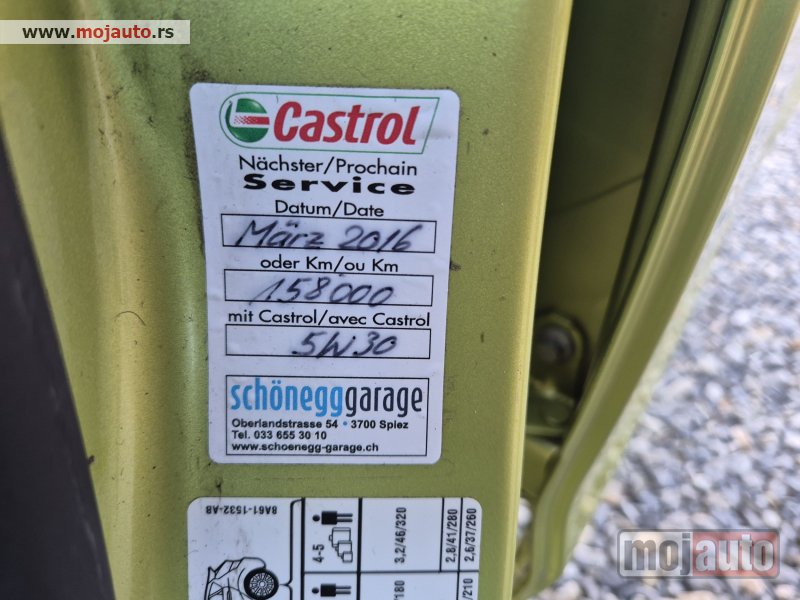 www.mojauto.rs
Castrol
Nächster/Prochain
Service
Datum/Date
März 2016
oder Km/ou Km
158'000
mit Castrol/avec Castrol
5W30
schönegggarage
Oberlandstrasse 54 • 3700 Spiez
Tel. 033 655 30 10
www.schoenegg-garage.ch
8A61-1532-AB
4-5
3,2/46/320
2,8/41/280
2,6/37/260
mojauto